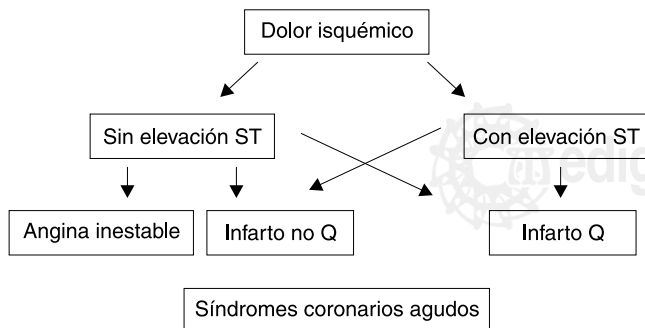 Dolor isquémico
Sin elevación ST
Con elevación ST
Angina inestable
Infarto no Q
Infarto Q
Síndromes coronarios agudos